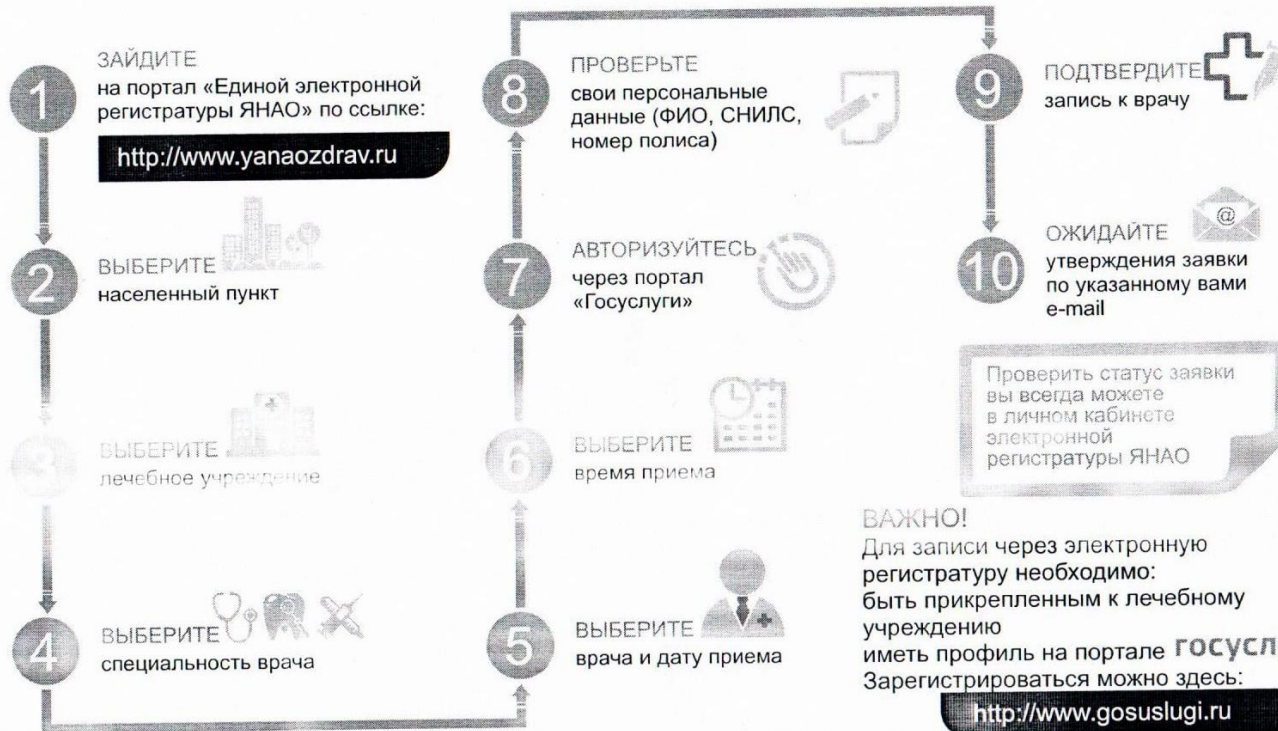 1
ЗАЙДИТЕ
на портал «Единой электронной
регистратуры ЯНАО» по ссылке:
http://www.yanaozdrav.ru
2
ВЫБЕРИТЕ
населенный пункт
3
ВЫБЕРИТЕ
лечебное учреждение
4
ВЫБЕРИТЕ
специальность врача
5
ВЫБЕРИТЕ
врача и дату приема
6
ВЫБЕРИТЕ
время приема
7
АВТОРИЗУЙТЕСЬ
через портал
«Госуслуги»
8
ПРОВЕРЬТЕ
свои персональные
данные (ФИО, СНИЛС,
номер полиса)
9
ПОДТВЕРДИТЕ
запись к врачу
10
ОЖИДАЙТЕ
@
утверждения заявки
по указанному вами
e-mail
Проверить статус заявки
вы всегда можете
в личном кабинете
электронной
регистратуры ЯНАО
ВАЖНО!
Для записи через электронную
регистратуру необходимо:
быть прикрепленным к лечебному
учреждению
иметь профиль на портале госусл
Зарегистрироваться можно здесь:
http://www.gosuslugi.ru